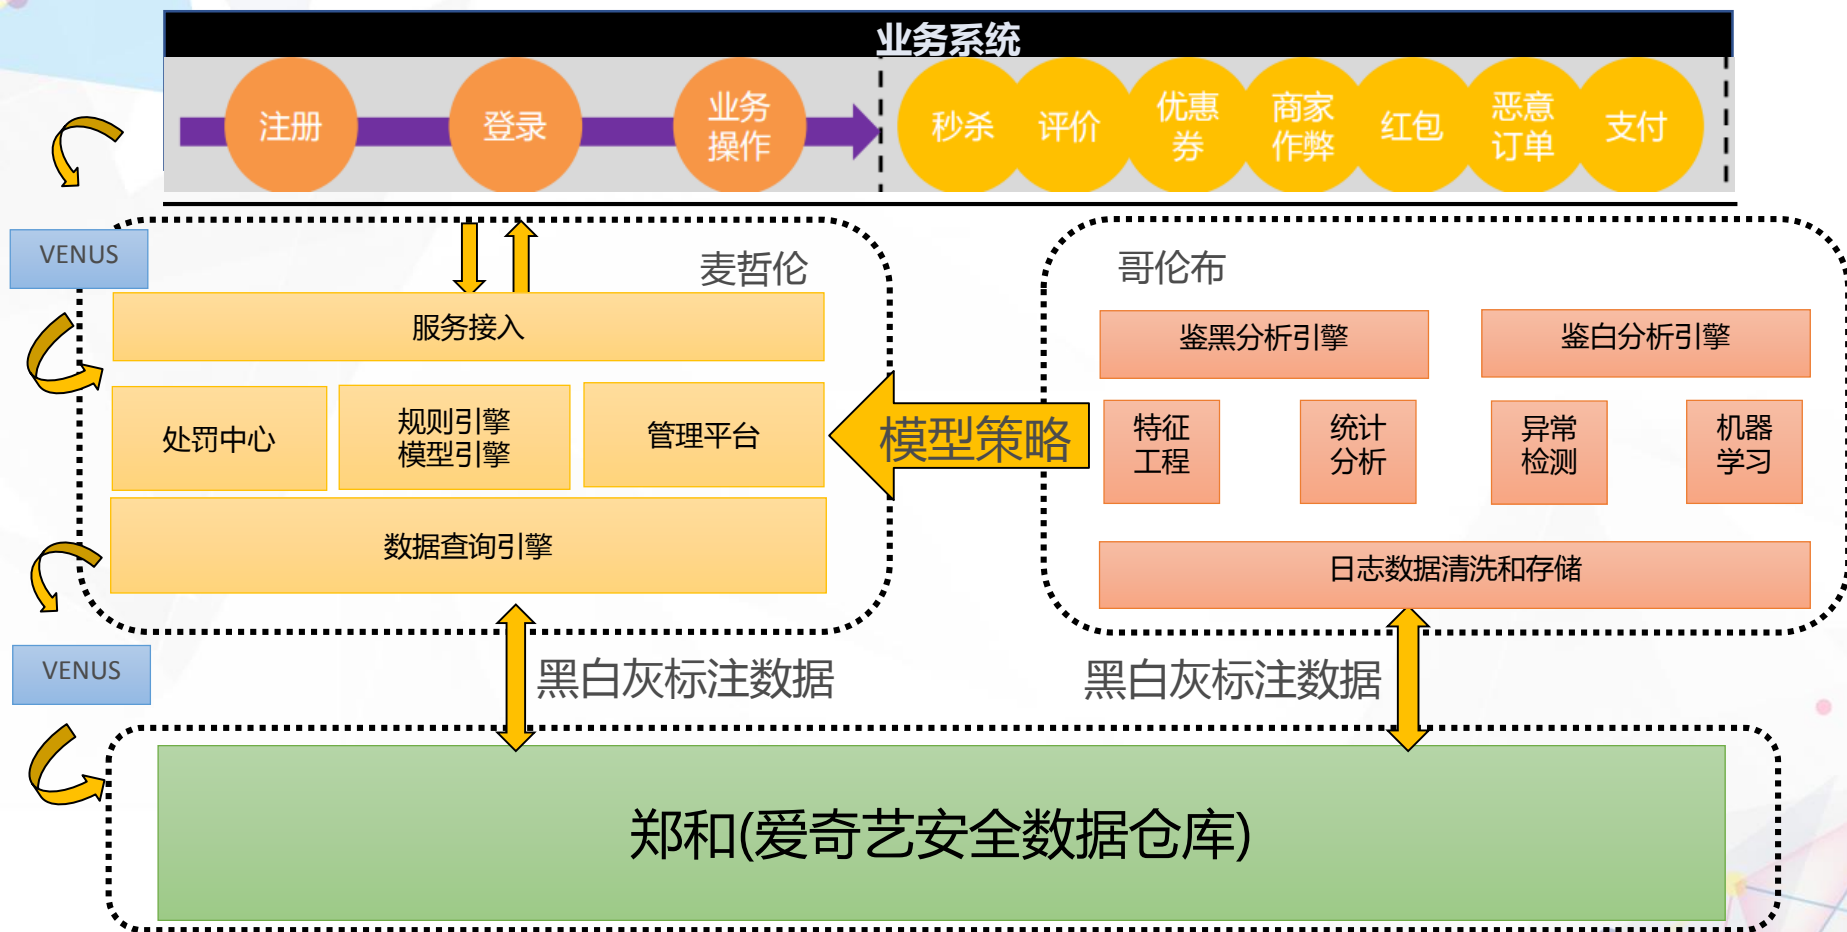 业务系统
注册
登录
业务
操作
秒杀
评价
优惠
券
商家
作弊
红包
恶意
订单
支付
VENUS
麦哲伦
服务接入
处罚中心
规则引擎
模型引擎
管理平台
数据查询引擎
模型策略
哥伦布
鉴黑分析引擎
鉴白分析引擎
特征
工程
统计
分析
异常
检测
机器
学习
日志数据清洗和存储
VENUS
黑白灰标注数据
黑白灰标注数据
郑和(爱奇艺安全数据仓库)